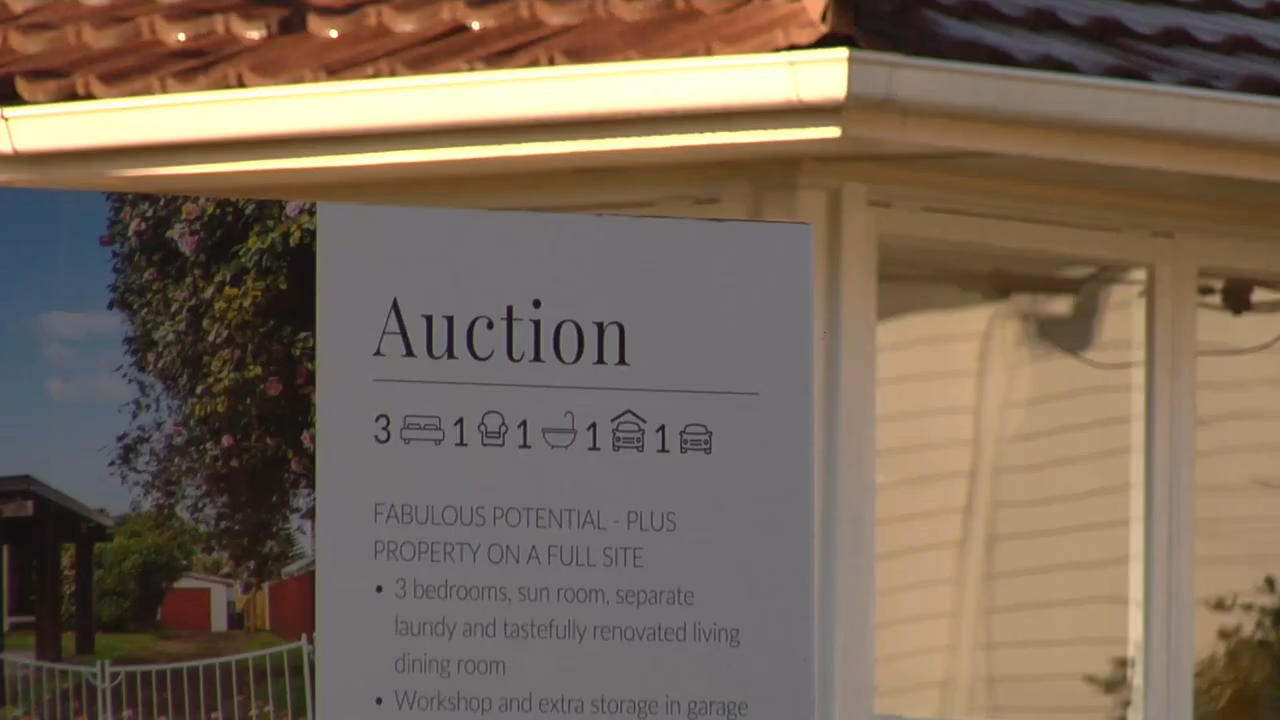 Auction
3 1 1 1 1
FABULOUS POTENTIAL - PLUS
PROPERTY ON A FULL SITE
• 3 bedrooms, sun room, separate
laundy and tastefully renovated living
dining room
• Workshop and extra storage in garage